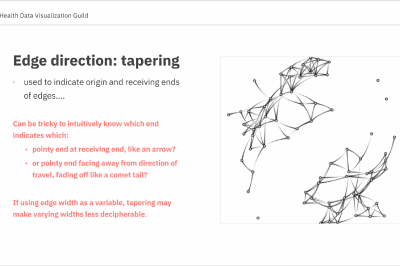 Health Data Visualization Guild
Edge direction: tapering
· used to indicate origin and receiving ends
of edges....
Can be tricky to intuitively know which end
indicates which:
• pointy end at receiving end, like an arrow?
• or pointy end facing away from direction of
travel, fading off like a comet tail?
If using edge width as a variable, tapering may
make varying widths less decipherable.